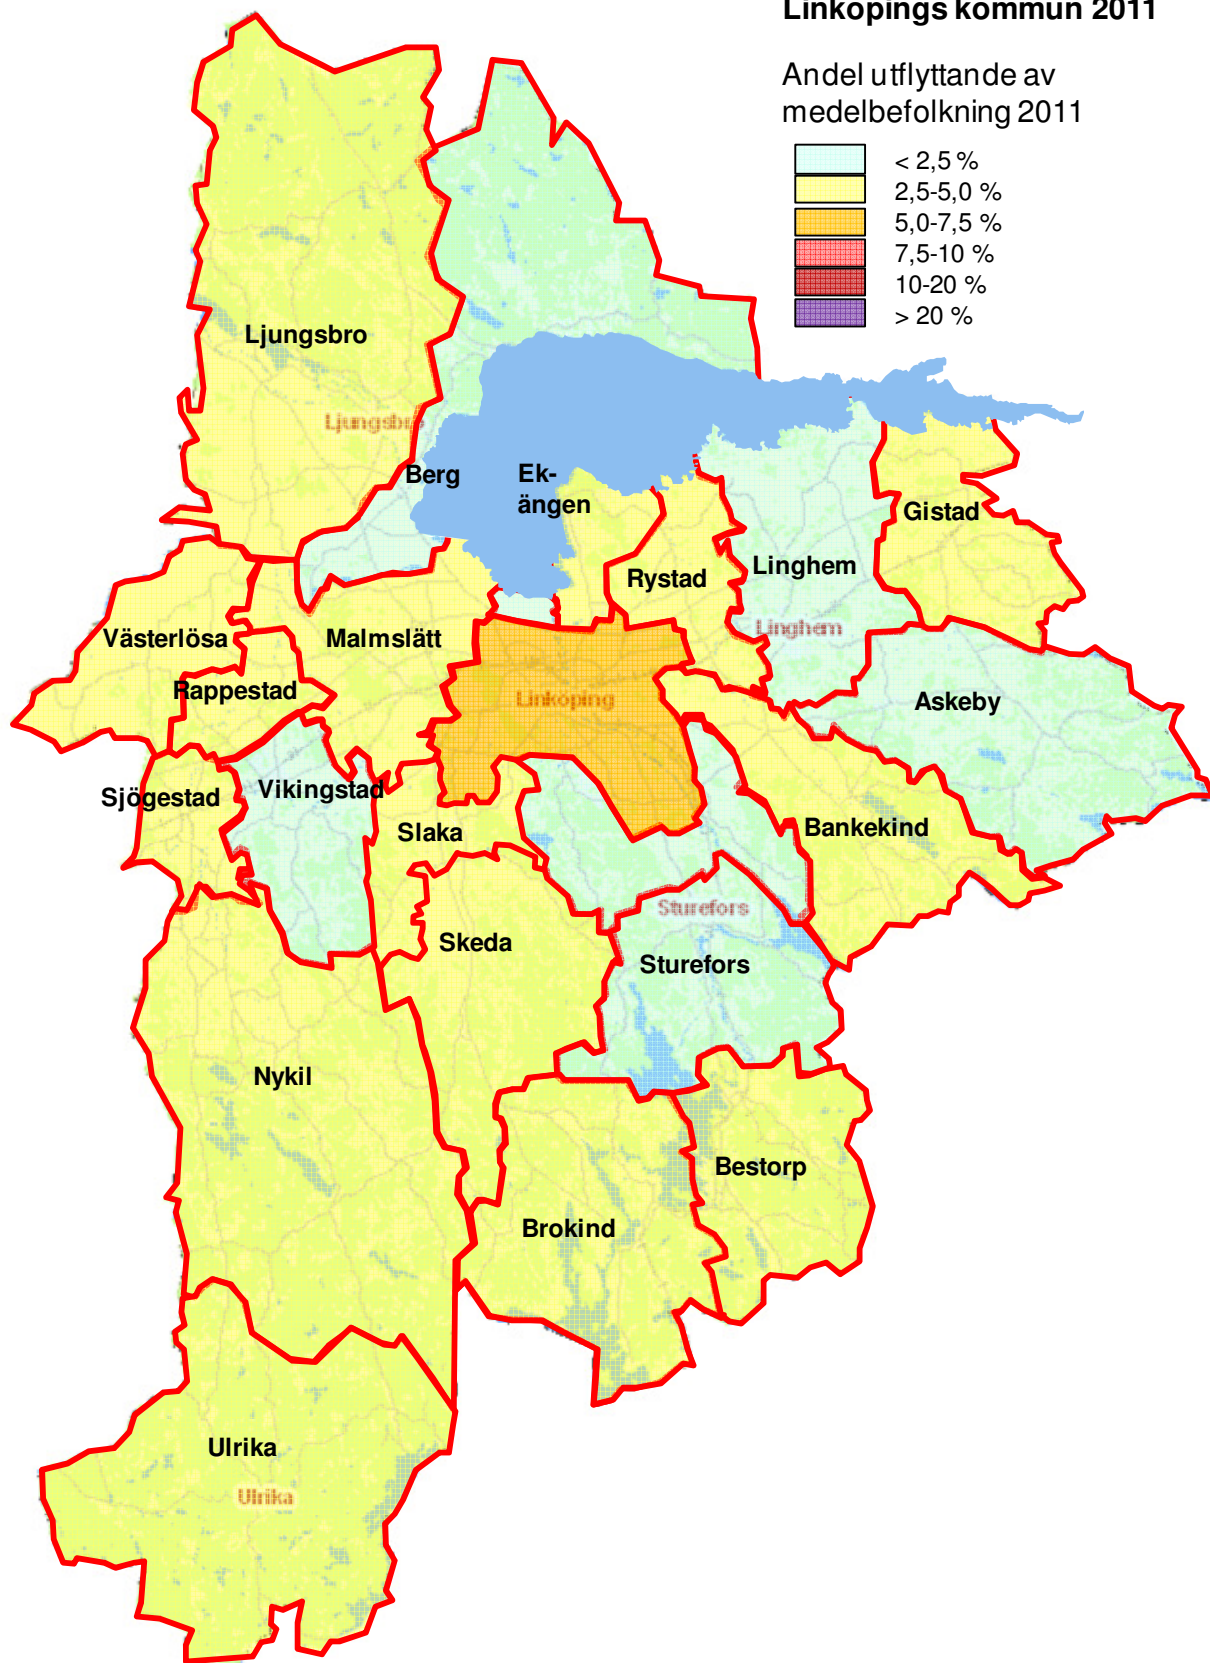 Linköpings kommun 2011
Andel utflyttande av
medelbefolkning 2011
< 2,5 %
2,5-5,0 %
5,0-7,5 %
7,5-10 %
10-20 %
> 20 %
Ljungsbro
Ljungsbro
Berg
Ek-
ängen
Gistad
Linghem
Rystad
Linghem
Västerlösa
Malmslätt
Rappestad
Linköping
Askeby
Sjögestad
Vikingstad
Slaka
Bankekind
Sturefors
Skeda
Sturefors
Nykil
Bestorp
Brokind
Ulrika
Ulrika